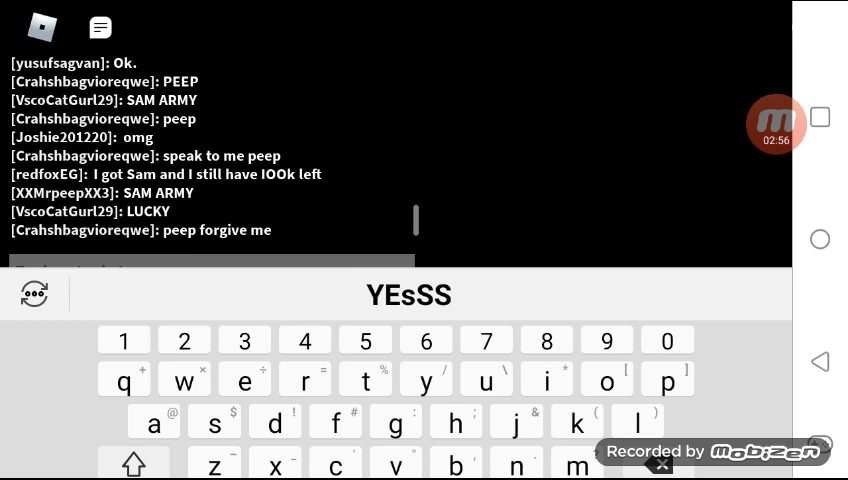 [yusufsagvan]: Ok.
[Crahshbagvioreqwe]: PEEP
[VscoCatGurl29]: SAM ARMY
[Crahshbagvioreqwe]: peep
[Joshie201220]: omg
[Crahshbagvioreqwe]: speak to me peep
[redfoxEG]: I got Sam and I still have IOOk left
[XXMrpeepXX3]: SAM ARMY
[VscoCatGurl29]: LUCKY
[Crahshbagvioreqwe]: peep forgive me
02:56
YEsSS
1 2 3 4 5 6 7 8 9 0
+ × ÷ = % / \ * [ ]
q w e r t y u i o p
@ $ ! # : ; & ( )
a s d f g h j k l
z x c v b n m
Recorded by Mobizen